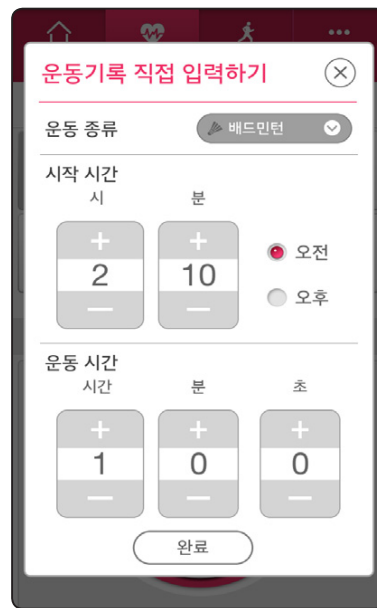 운동기록 직접 입력하기
운동 종류 배드민턴
시작 시간
시 분
+ +
2 10
− −
오전
오후
운동 시간
시간 분 초
+ + +
1 0 0
− − −
완료